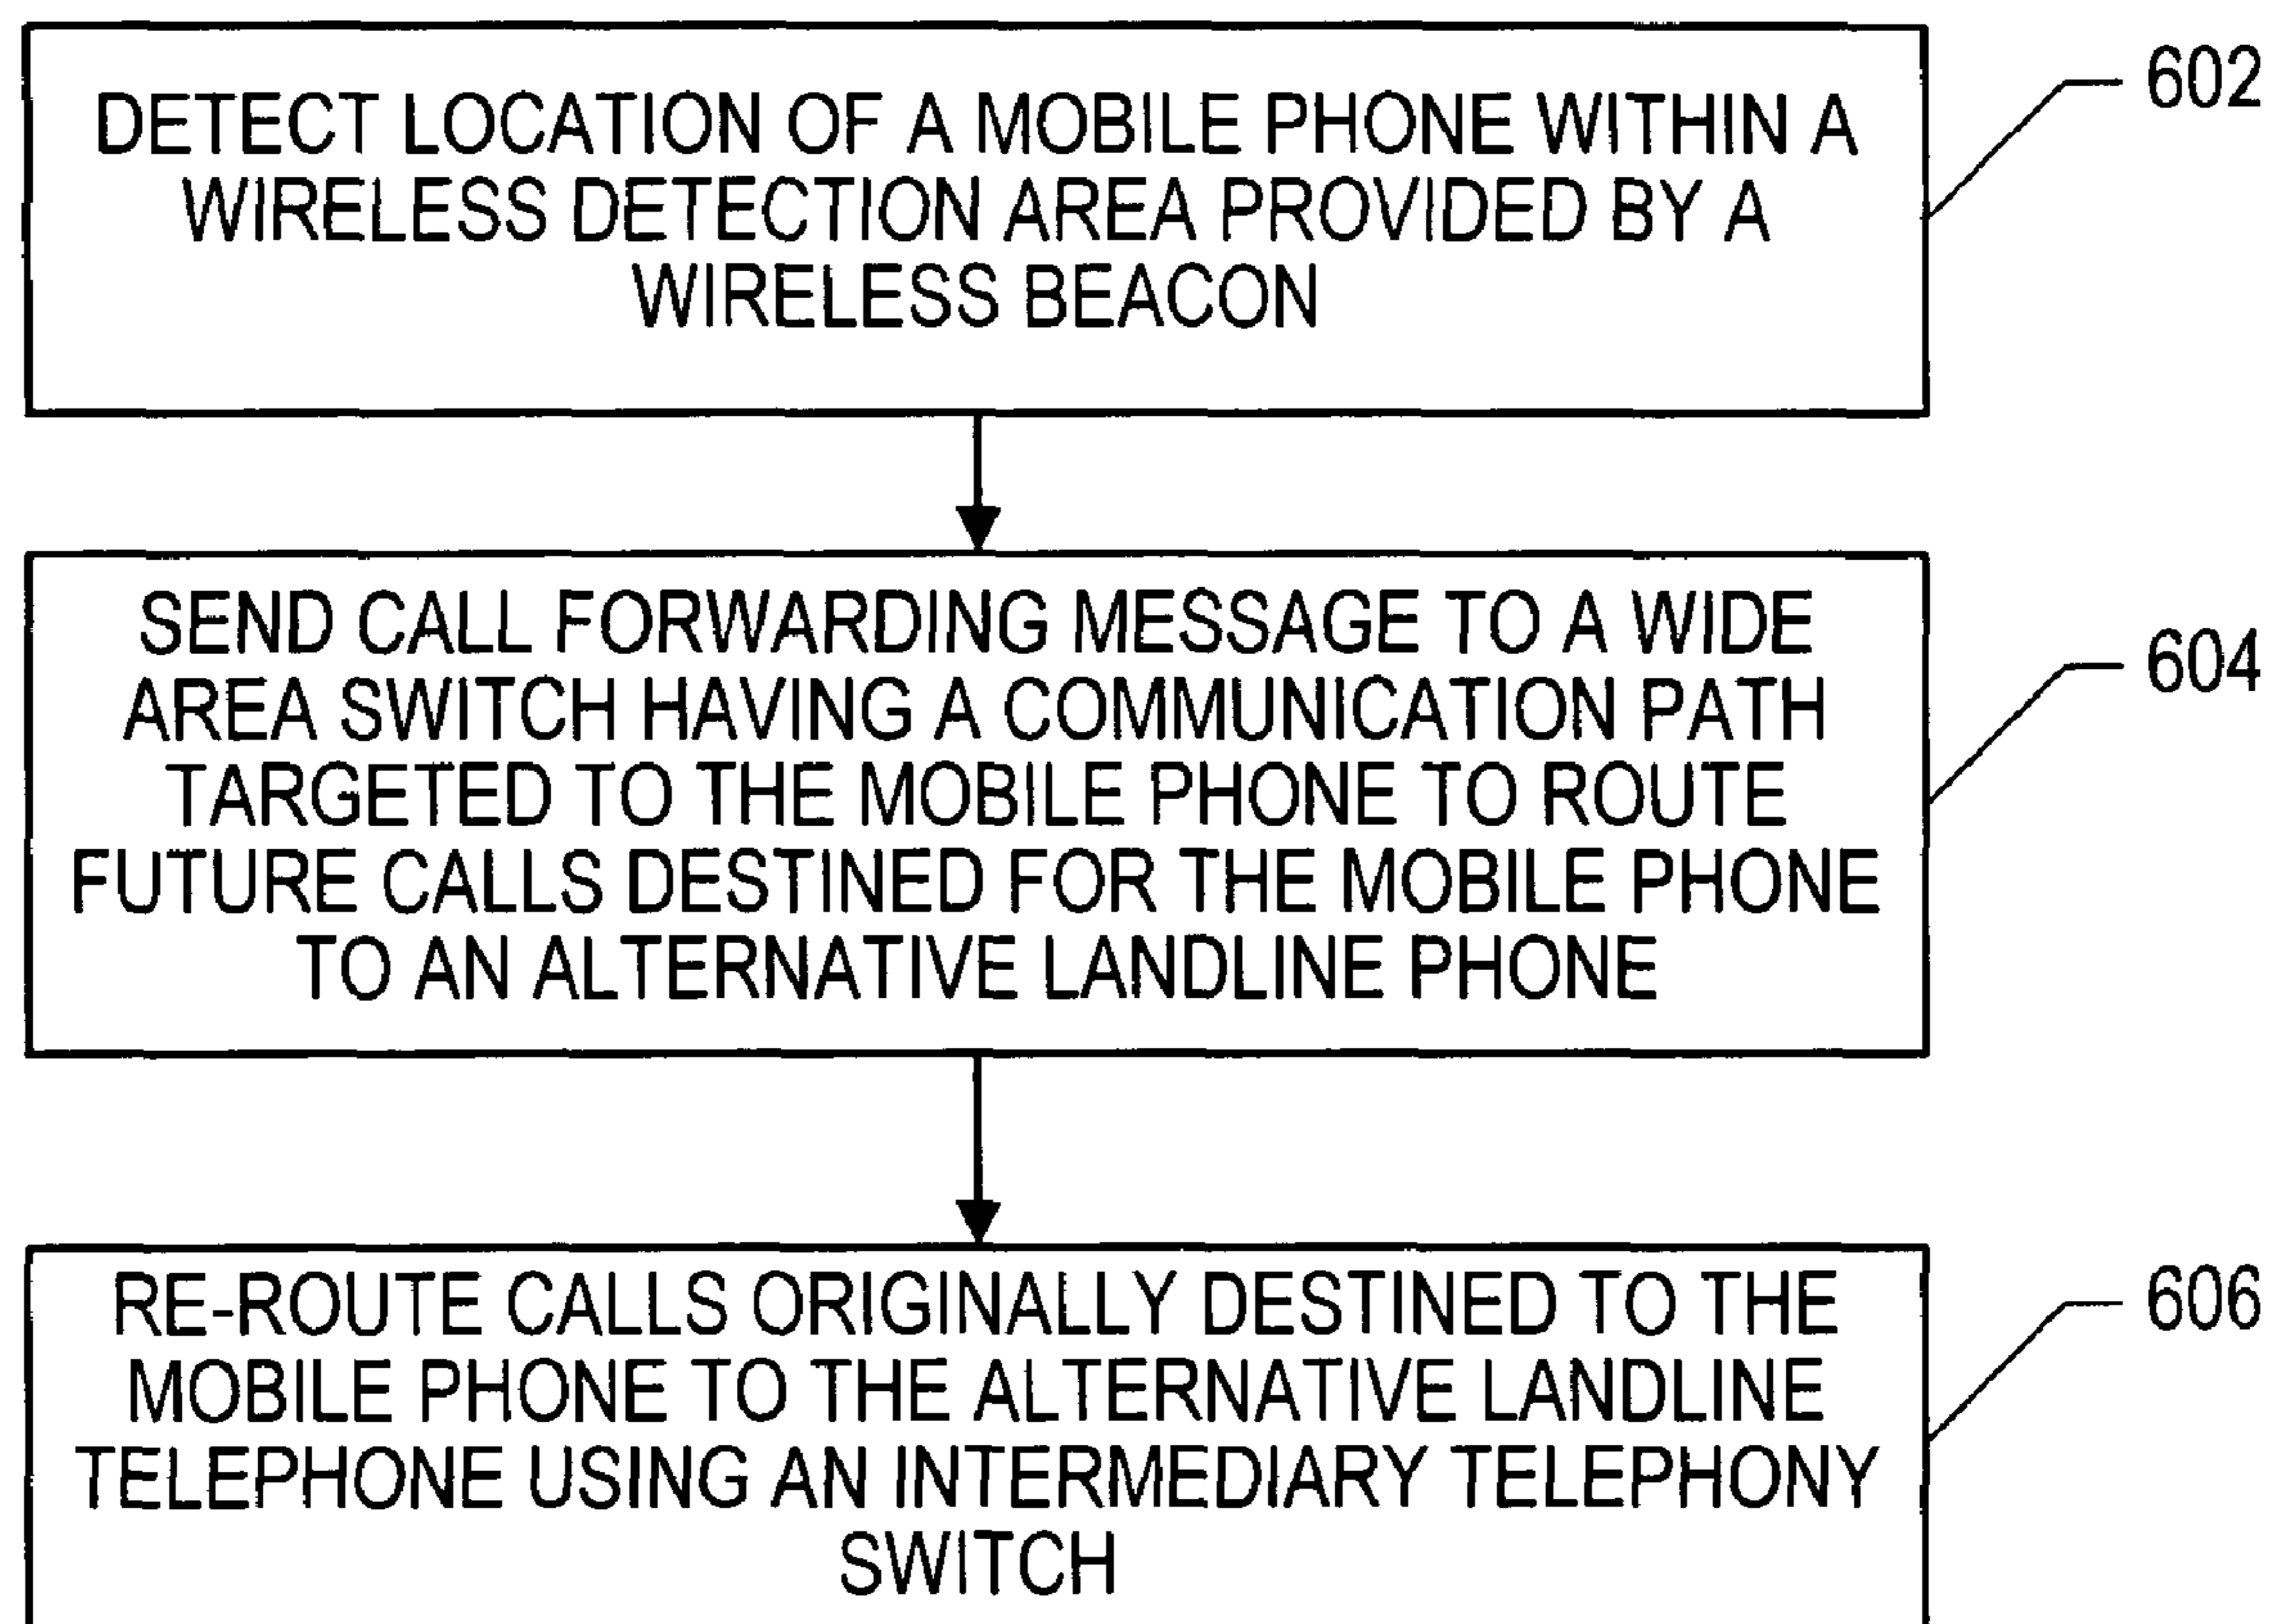 DETECT LOCATION OF A MOBILE PHONE WITHIN A
WIRELESS DETECTION AREA PROVIDED BY A
WIRELESS BEACON
602
SEND CALL FORWARDING MESSAGE TO A WIDE
AREA SWITCH HAVING A COMMUNICATION PATH
TARGETED TO THE MOBILE PHONE TO ROUTE
FUTURE CALLS DESTINED FOR THE MOBILE PHONE
TO AN ALTERNATIVE LANDLINE PHONE
604
RE-ROUTE CALLS ORIGINALLY DESTINED TO THE
MOBILE PHONE TO THE ALTERNATIVE LANDLINE
TELEPHONE USING AN INTERMEDIARY TELEPHONY
SWITCH
606